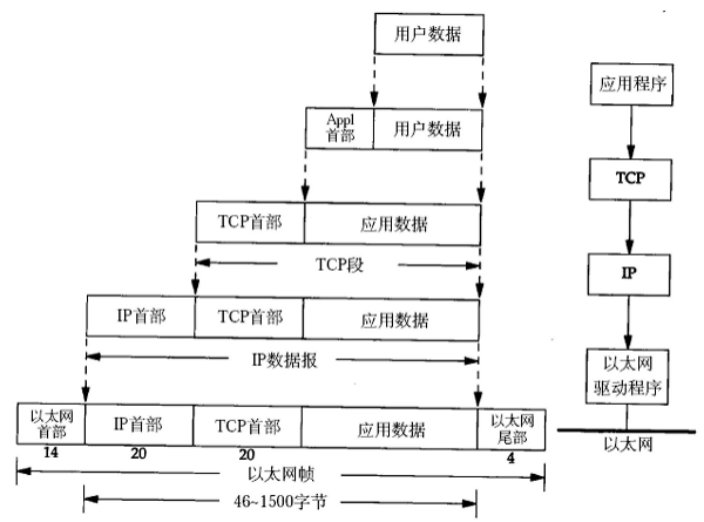 用户数据
应用程序
Appl
首部
用户数据
TCP
TCP首部
应用数据
TCP段
IP
IP首部
TCP首部
应用数据
IP数据报
以太网
驱动程序
以太网
首部
IP首部
TCP首部
应用数据
以太网
尾部
以太网
14
20
20
4
以太网帧
46~1500字节